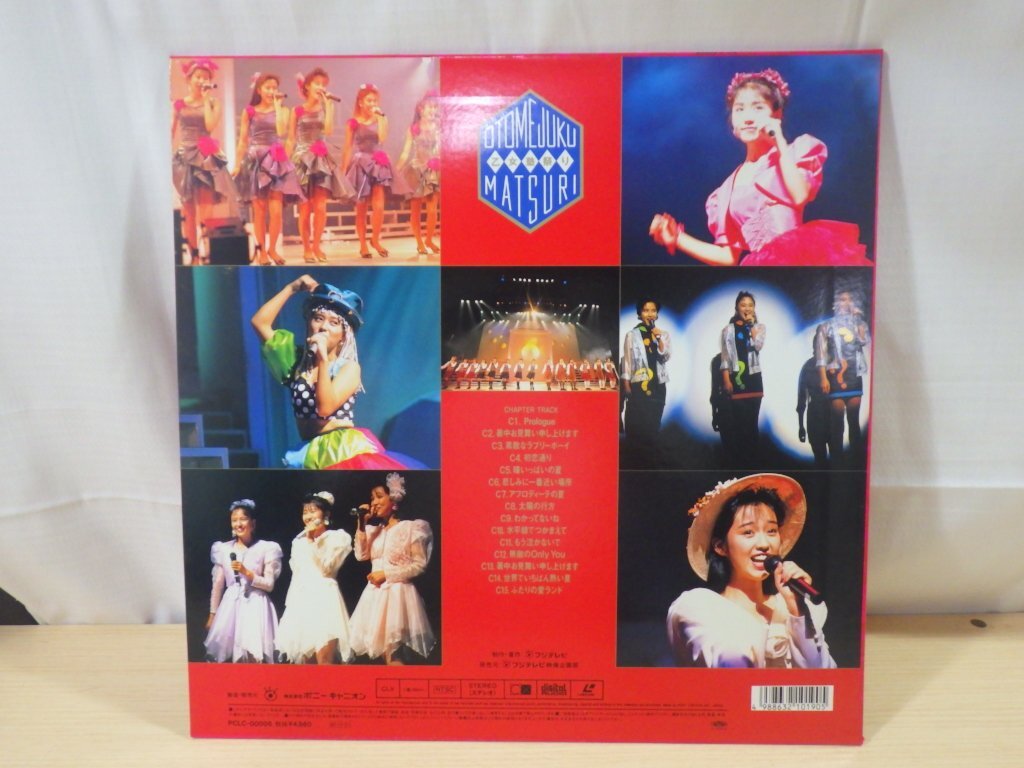 OTOMEJUKU
乙女塾祭り
MATSURI
CHAPTER TRACK
C1. Prologue
C2. 暑中お見舞い申し上げます
C3. 素敵なラブリーボーイ
C4. 初恋通り
C5. 瞳いっぱいの夏
C6. 悲しみに一番近い場所
C7. アフロディーテの夏
C8. 太陽の行方
C9. わかってないね
C10. 水平線でつかまえて
C11. もう泣かないで
C12. 無敵のOnly You
C13. 暑中お見舞い申し上げます
C14. 世界でいちばん熱い夏
C15. ふたりの愛ランド
制作・著作 フジテレビ
発売元 フジテレビ映像企画部
株式会社 ポニーキャニオン
CLV
NTSC
STEREO
(ステレオ)
4 988632 101905